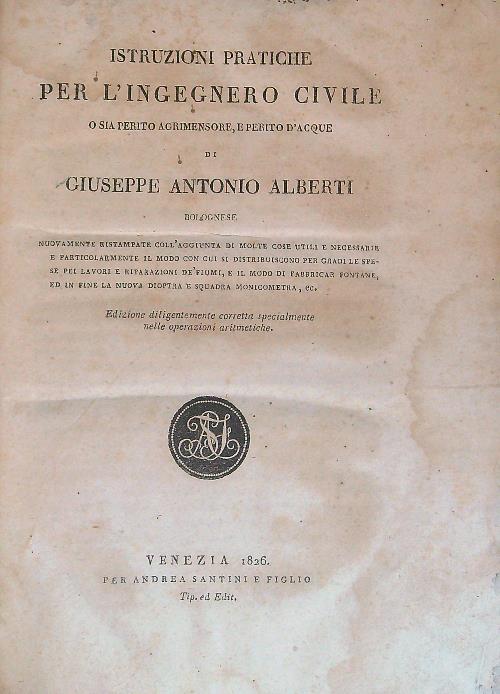 ISTRUZIONI PRATICHE
PER L'INGEGNERO CIVILE
O SIA PERITO AGRIMENSORE, E PERITO D'ACQUE
DI
GIUSEPPE ANTONIO ALBERTI
BOLOGNESE
NUOVAMENTE RISTAMPATE COLL'AGGIUNTA DI MOLTE COSE UTILI E NECESSARIE
E PARTICOLARMENTE IL MODO CON CUI SI DISTRIBUISCONO PER GRADI LE SPE-
SE PEI LAVORI E RIPARAZIONI DE'FIUMI, E IL MODO DI FABBRICAR FONTANE,
ED IN FINE LA NUOVA DIOPTRA E SQUADRA MONICOMETRA, ec.
Edizione diligentemente corretta specialmente
nelle operazioni aritmetiche.
VENEZIA 1826.
PER ANDREA SANTINI E FIGLIO
Tip. ed Edit.